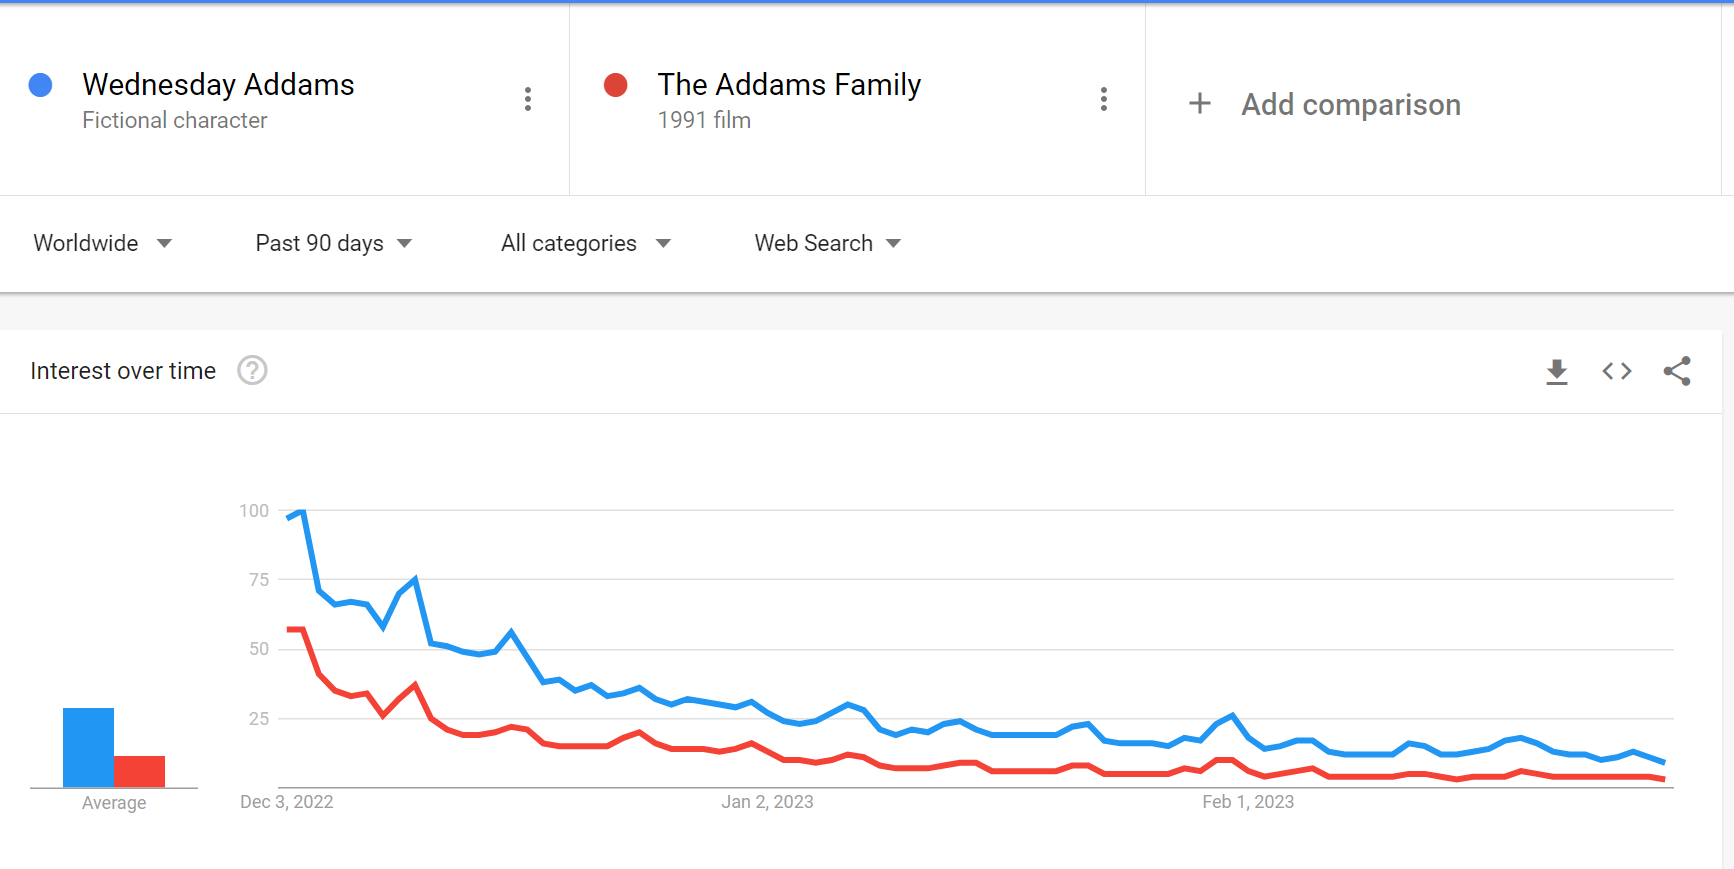 Wednesday Addams
Fictional character
The Addams Family
1991 film
+ Add comparison
Worldwide
Past 90 days
All categories
Web Search
Interest over time
?
100
75
50
25
Average
Dec 3, 2022
Jan 2, 2023
Feb 1, 2023